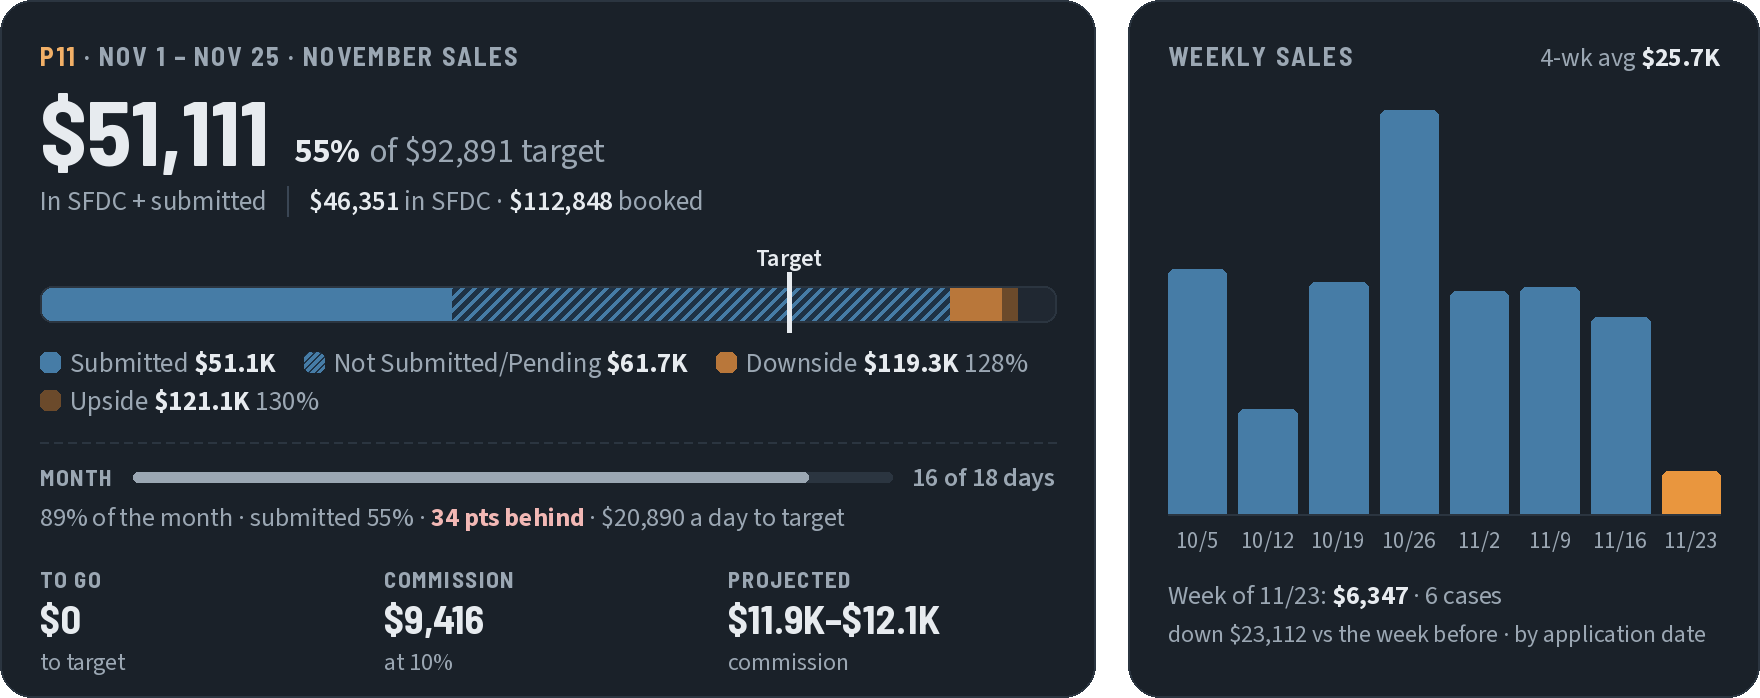 P11 · NOV 1 – NOV 25 · NOVEMBER SALES
$51,111 55% of $92,891 target
In SFDC + submitted $46,351 in SFDC · $112,848 booked
Target
Submitted $51.1K Not Submitted/Pending $61.7K Downside $119.3K 128%
Upside $121.1K 130%
MONTH 16 of 18 days
89% of the month · submitted 55% · 34 pts behind · $20,890 a day to target
TO GO
$0
to target
COMMISSION
$9,416
at 10%
PROJECTED
$11.9K–$12.1K
commission
WEEKLY SALES 4-wk avg $25.7K
10/5 10/12 10/19 10/26 11/2 11/9 11/16 11/23
Week of 11/23: $6,347 · 6 cases
down $23,112 vs the week before · by application date